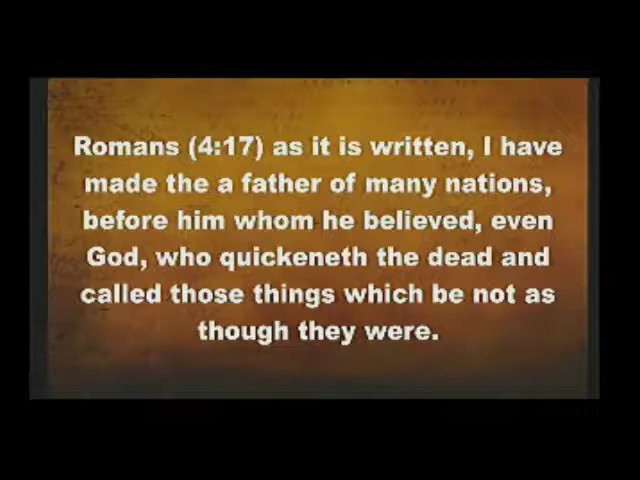 Romans (4:17) as it is written, I have
made the a father of many nations,
before him whom he believed, even
God, who quickeneth the dead and
called those things which be not as
though they were.